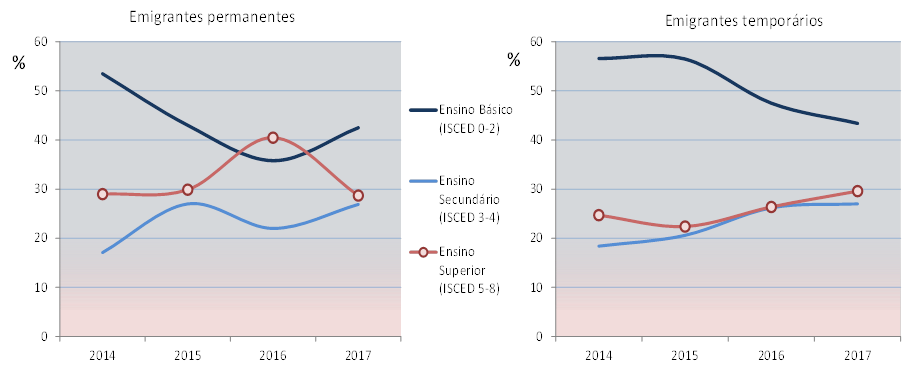 Emigrantes permanentes
%
60
50
40
30
20
10
0
2014 2015 2016 2017
Ensino Básico
(ISCED 0-2)
Ensino
Secundário
(ISCED 3-4)
Ensino
Superior
(ISCED 5-8)
Emigrantes temporários
%
60
50
40
30
20
10
0
2014 2015 2016 2017